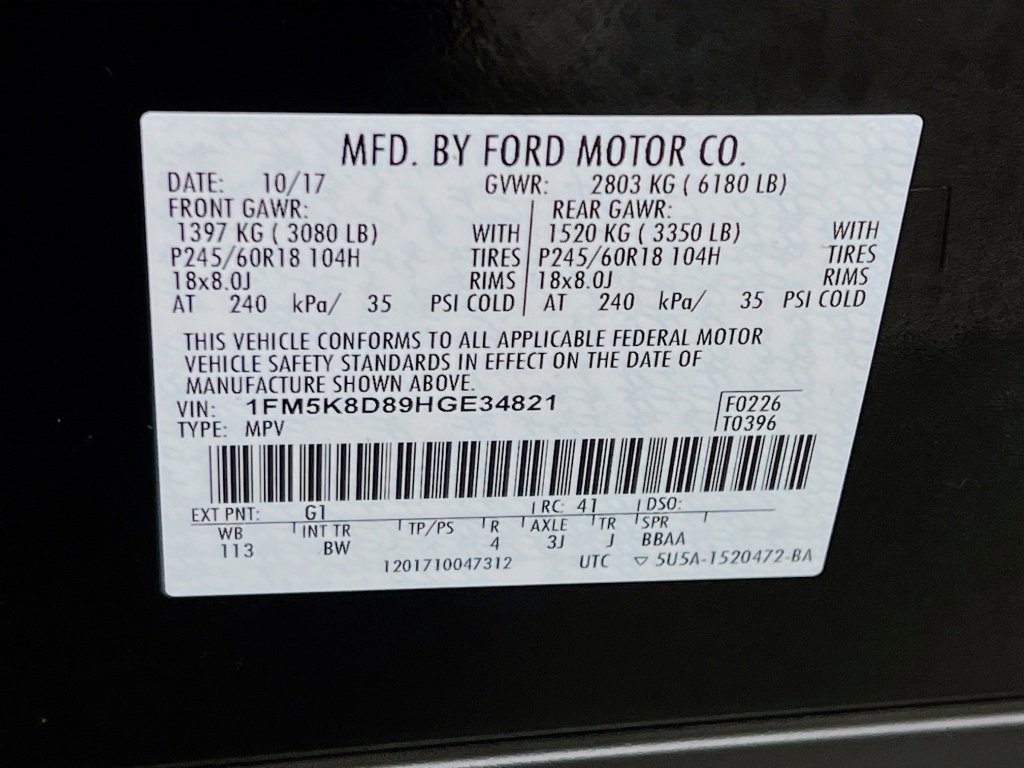 MFD. BY FORD MOTOR CO.
DATE: 10/17 GVWR: 2803 KG ( 6180 LB)
FRONT GAWR: REAR GAWR:
1397 KG ( 3080 LB) WITH 1520 KG ( 3350 LB) WITH
P245/60R18 104H TIRES P245/60R18 104H TIRES
18x8.0J RIMS 18x8.0J RIMS
AT 240 kPa/ 35 PSI COLD AT 240 kPa/ 35 PSI COLD
THIS VEHICLE CONFORMS TO ALL APPLICABLE FEDERAL MOTOR
VEHICLE SAFETY STANDARDS IN EFFECT ON THE DATE OF
MANUFACTURE SHOWN ABOVE.
VIN: 1FM5K8D89HGE34821 F0226
TYPE: MPV T0396
EXT PNT: G1 RC: 41 DSO:
WB INT TR TP/PS R AXLE TR SPR
113 BW 4 3J J BBAA
1201710047312 UTC ▽ 5U5A-1520472-BA